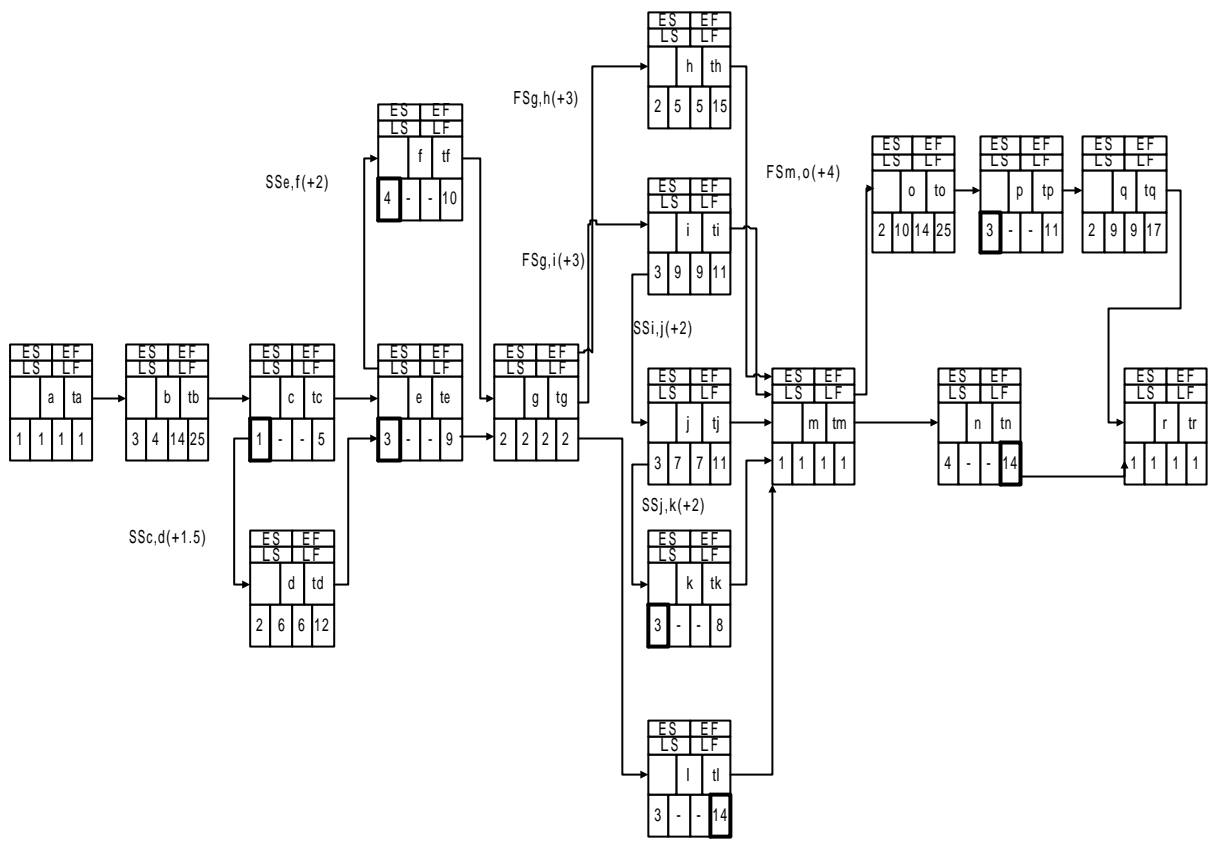 ES EF
LS LF
h th
2 5 5 15
FSg,h(+3)
ES EF
LS LF
f tf
4 - - 10
SSe,f(+2)
FSm,o(+4)
ES EF
LS LF
o to
2 10 14 25
ES EF
LS LF
p tp
3 - - 11
ES EF
LS LF
q tq
2 9 9 17
ES EF
LS LF
i ti
3 9 9 11
FSg,i(+3)
SSi,j(+2)
ES EF
LS LF
a ta
1 1 1 1
ES EF
LS LF
b tb
3 4 14 25
ES EF
LS LF
c tc
1 - - 5
ES EF
LS LF
e te
3 - - 9
ES EF
LS LF
g tg
2 2 2 2
ES EF
LS LF
j tj
3 7 7 11
ES EF
LS LF
m tm
1 1 1 1
ES EF
LS LF
n tn
4 - - 14
ES EF
LS LF
r tr
1 1 1 1
SSj,k(+2)
SSc,d(+1.5)
ES EF
LS LF
d td
2 6 6 12
ES EF
LS LF
k tk
3 - - 8
ES EF
LS LF
l tl
3 - - 14